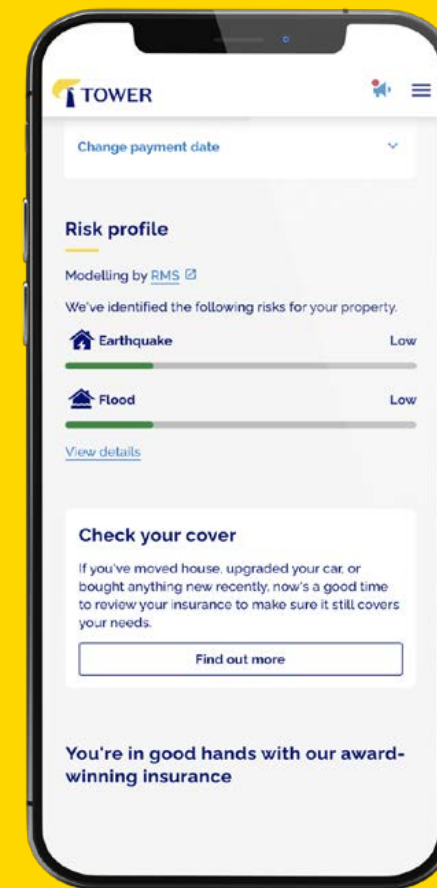 TOWER
Change payment date
Risk profile
Modelling by RMS
We've identified the following risks for your property.
Earthquake Low
Flood Low
View details
Check your cover
If you've moved house, upgraded your car, or
bought anything new recently, now's a good time
to review your insurance to make sure it still covers
your needs.
Find out more
You're in good hands with our award-
winning insurance